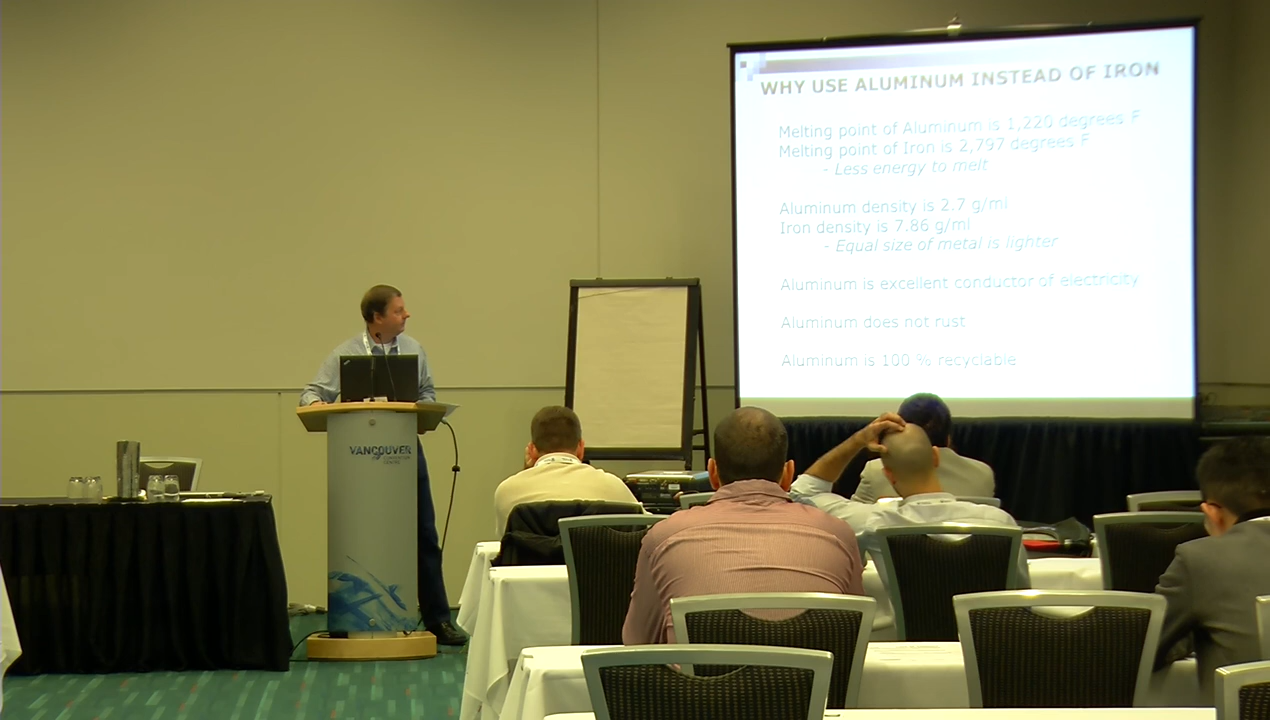 WHY USE ALUMINUM INSTEAD OF IRON
Melting point of Aluminum is 1,220 degrees F
Melting point of Iron is 2,797 degrees F
- Less energy to melt
Aluminum density is 2.7 g/ml
Iron density is 7.86 g/ml
- Equal size of metal is lighter
Aluminum is excellent conductor of electricity
Aluminum does not rust
Aluminum is 100 % recyclable
VANCOUVER
CONVENTION
CENTRE